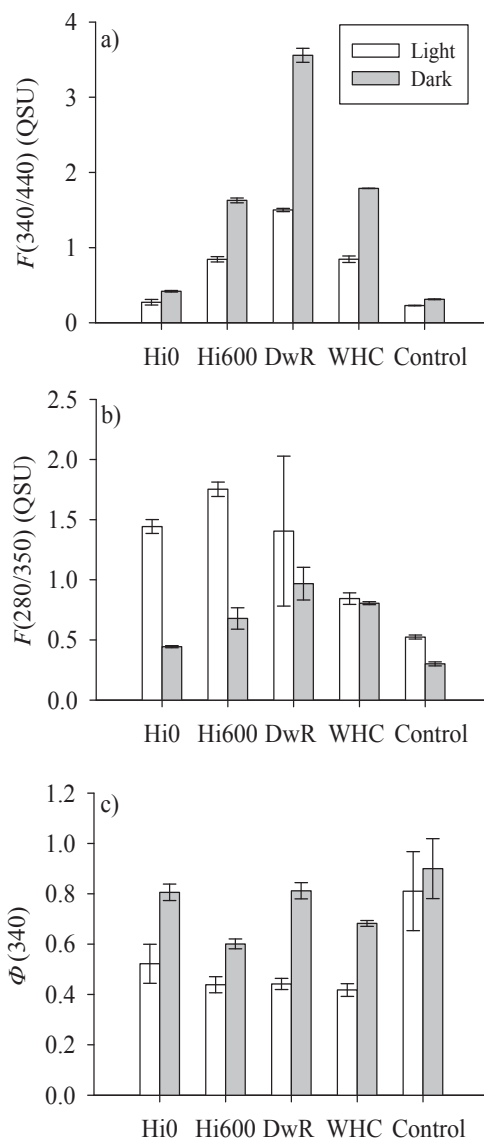 a)
Light
Dark
F(340/440) (QSU)
4
3
2
1
0
Hi0 Hi600 DwR WHC Control
b)
F(280/350) (QSU)
2.5
2.0
1.5
1.0
0.5
0.0
Hi0 Hi600 DwR WHC Control
c)
Φ(340)
1.2
1.0
0.8
0.6
0.4
0.2
0.0
Hi0 Hi600 DwR WHC Control